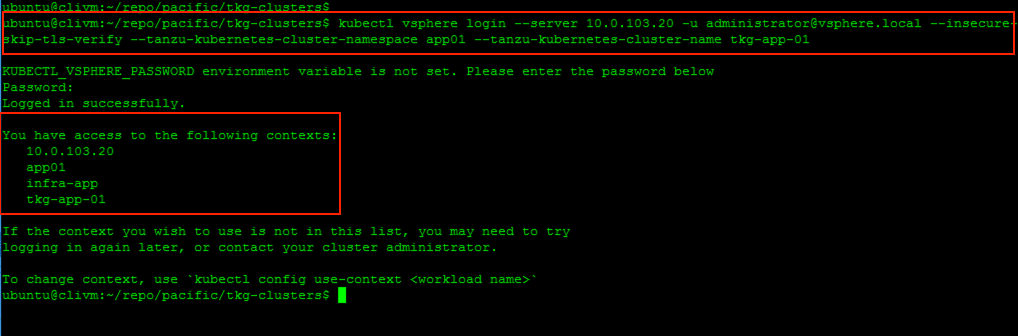 ubuntu@clivm:~/repo/pacific/tkg-clusters$
ubuntu@clivm:~/repo/pacific/tkg-clusters$ kubectl vsphere login --server 10.0.103.20 -u administrator@vsphere.local --insecure-
skip-tls-verify --tanzu-kubernetes-cluster-namespace app01 --tanzu-kubernetes-cluster-name tkg-app-01
KUBECTL_VSPHERE_PASSWORD environment variable is not set. Please enter the password below
Password:
Logged in successfully.
You have access to the following contexts:
10.0.103.20
app01
infra-app
tkg-app-01
If the context you wish to use is not in this list, you may need to try
logging in again later, or contact your cluster administrator.
To change context, use `kubectl config use-context <workload name>`
ubuntu@clivm:~/repo/pacific/tkg-clusters$